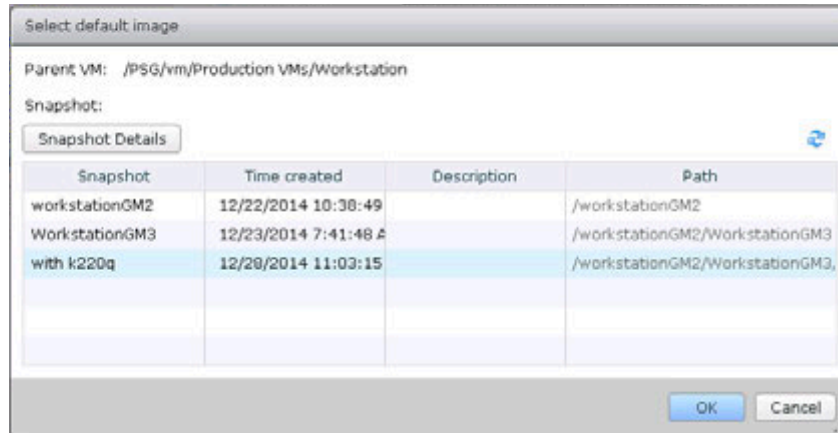 Select default image
Parent VM: /PSG/vm/Production VMs/Workstation
Snapshot:
Snapshot Details
Snapshot Time created Description Path
workstationGM2 12/22/2014 10:38:49 /workstationGM2
WorkstationGM3 12/23/2014 7:41:48 A /workstationGM2/WorkstationGM3
with k220q 12/28/2014 11:03:15 /workstationGM2/WorkstationGM3,
OK Cancel